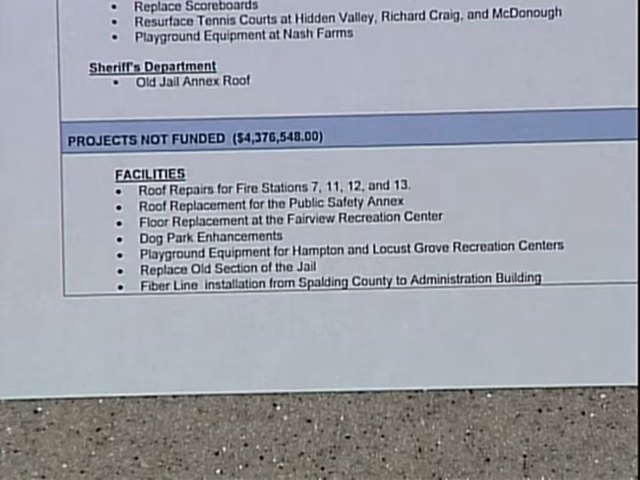 • Replace Scoreboards
• Resurface Tennis Courts at Hidden Valley, Richard Craig, and McDonough
• Playground Equipment at Nash Farms
Sheriff's Department
• Old Jail Annex Roof
PROJECTS NOT FUNDED ($4,376,548.00)
FACILITIES
• Roof Repairs for Fire Stations 7, 11, 12, and 13.
• Roof Replacement for the Public Safety Annex
• Floor Replacement at the Fairview Recreation Center
• Dog Park Enhancements
• Playground Equipment for Hampton and Locust Grove Recreation Centers
• Replace Old Section of the Jail
• Fiber Line installation from Spalding County to Administration Building